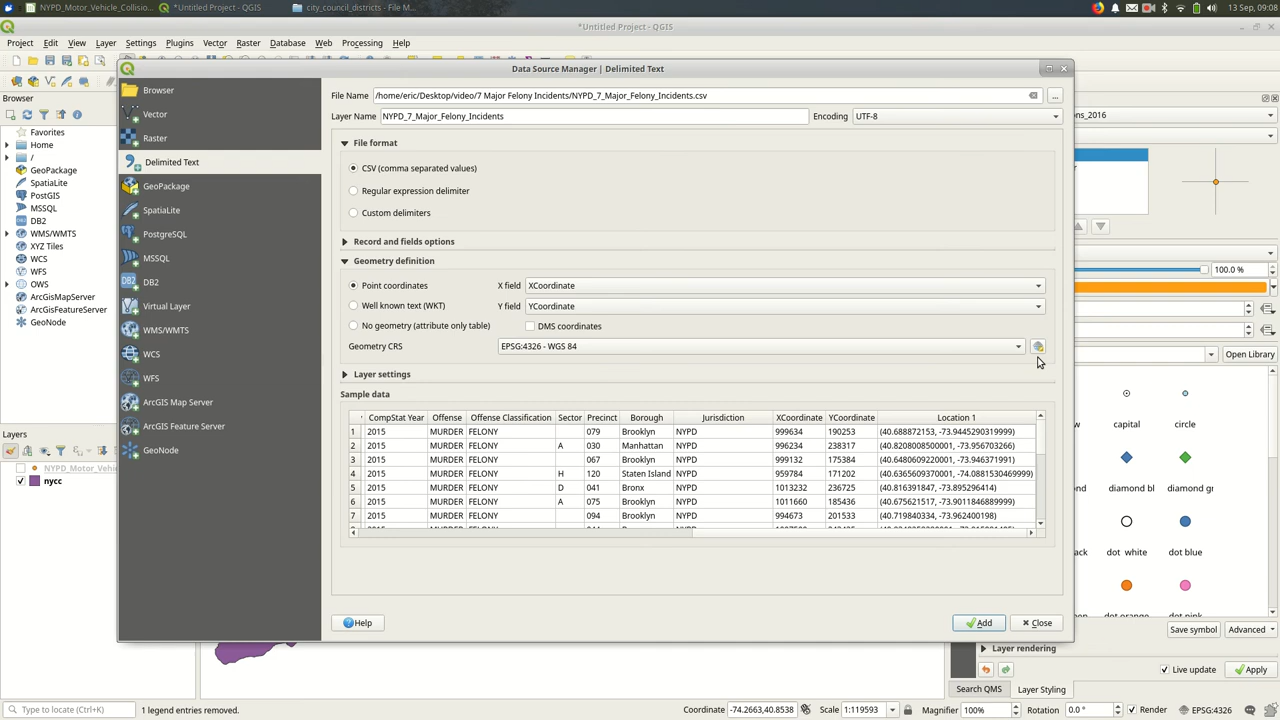 NYPD_Motor_Vehicle_Collisio...
*Untitled Project - QGIS
city_council_districts - File M...
13 Sep, 09:08
*Untitled Project - QGIS
Project Edit View Layer Settings Plugins Vector Raster Database Web Processing Help
Data Source Manager | Delimited Text
Browser
Favorites
Home
/
GeoPackage
SpatiaLite
PostGIS
MSSQL
DB2
WMS/WMTS
XYZ Tiles
WCS
WFS
OWS
ArcGisMapServer
ArcGisFeatureServer
GeoNode
Layers
NYPD_Motor_Vehic
nycc
Browser
Vector
Raster
Delimited Text
GeoPackage
SpatiaLite
PostgreSQL
MSSQL
DB2
Virtual Layer
WMS/WMTS
WCS
WFS
ArcGIS Map Server
ArcGIS Feature Server
GeoNode
File Name /home/eric/Desktop/video/7 Major Felony Incidents/NYPD_7_Major_Felony_Incidents.csv ...
Layer Name NYPD_7_Major_Felony_Incidents Encoding UTF-8
File format
CSV (comma separated values)
Regular expression delimiter
Custom delimiters
Record and fields options
Geometry definition
Point coordinates X field XCoordinate
Well known text (WKT) Y field YCoordinate
No geometry (attribute only table) DMS coordinates
Geometry CRS EPSG:4326 - WGS 84
Layer settings
Sample data
CompStat Year Offense Offense Classification Sector Precinct Borough Jurisdiction XCoordinate YCoordinate Location 1
1 2015 MURDER FELONY 079 Brooklyn NYPD 999634 190253 (40.688872153, -73.9445290319999)
2 2015 MURDER FELONY A 030 Manhattan NYPD 996234 238317 (40.8208008500001, -73.956703266)
3 2015 MURDER FELONY 067 Brooklyn NYPD 999132 175384 (40.6480609220001, -73.946371991)
4 2015 MURDER FELONY H 120 Staten Island NYPD 959784 171202 (40.6365609370001, -74.0881530469999)
5 2015 MURDER FELONY D 041 Bronx NYPD 1013232 236725 (40.816391847, -73.895296414)
6 2015 MURDER FELONY A 075 Brooklyn NYPD 1011660 185436 (40.675621517, -73.9011846889999)
7 2015 MURDER FELONY 094 Brooklyn NYPD 994673 201533 (40.719840334, -73.962400198)
Help
Add
Close
ons_2016
100.0 %
Open Library
capital circle
diamond bl diamond gr
ack dot white dot blue
dot orange dot pink
Save symbol Advanced
Layer rendering
Live update Apply
Search QMS Layer Styling
Type to locate (Ctrl+K) 1 legend entries removed. Coordinate -74.2663,40.8538 Scale 1:119593 Magnifier 100% Rotation 0.0 ° Render EPSG:4326